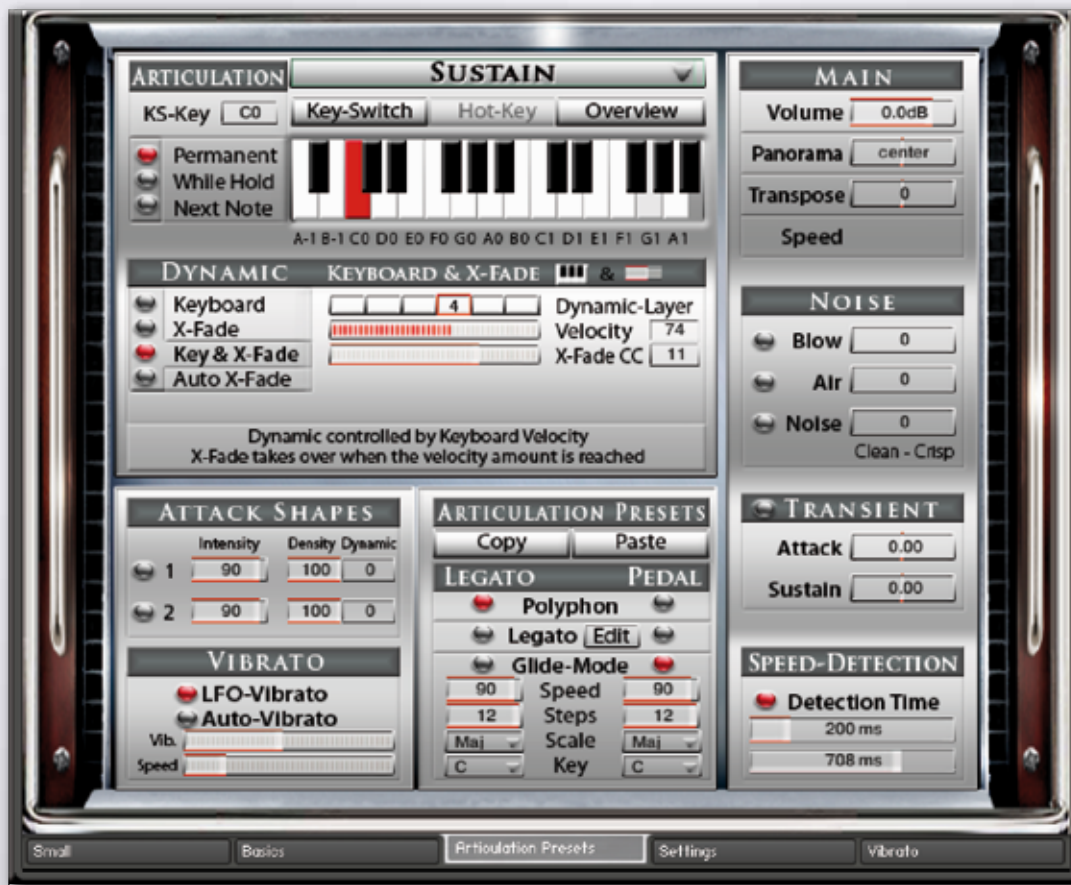 ARTICULATION
SUSTAIN
KS-Key C0
Key-Switch Hot-Key Overview
Permanent
While Hold
Next Note
A-1 B-1 C0 D0 E0 F0 G0 A0 B0 C1 D1 E1 F1 G1 A1
DYNAMIC KEYBOARD & X-FADE &
Keyboard 4 Dynamic-Layer
X-Fade Velocity 74
Key & X-Fade X-Fade CC 11
Auto X-Fade
Dynamic controlled by Keyboard Velocity
X-Fade takes over when the velocity amount is reached
MAIN
Volume 0.0dB
Panorama center
Transpose 0
Speed
NOISE
Blow 0
Air 0
Noise 0
Clean - Crisp
TRANSIENT
Attack 0.00
Sustain 0.00
SPEED-DETECTION
Detection Time
200 ms
708 ms
ATTACK SHAPES
Intensity Density Dynamic
1 90 100 0
2 90 100 0
VIBRATO
LFO-Vibrato
Auto-Vibrato
Vib.
Speed
ARTICULATION PRESETS
Copy Paste
LEGATO PEDAL
Polyphon
Legato Edit
Glide-Mode
90 Speed 90
12 Steps 12
Maj Scale Maj
C Key C
Small Basics Articulation Presets Settings Vibrato